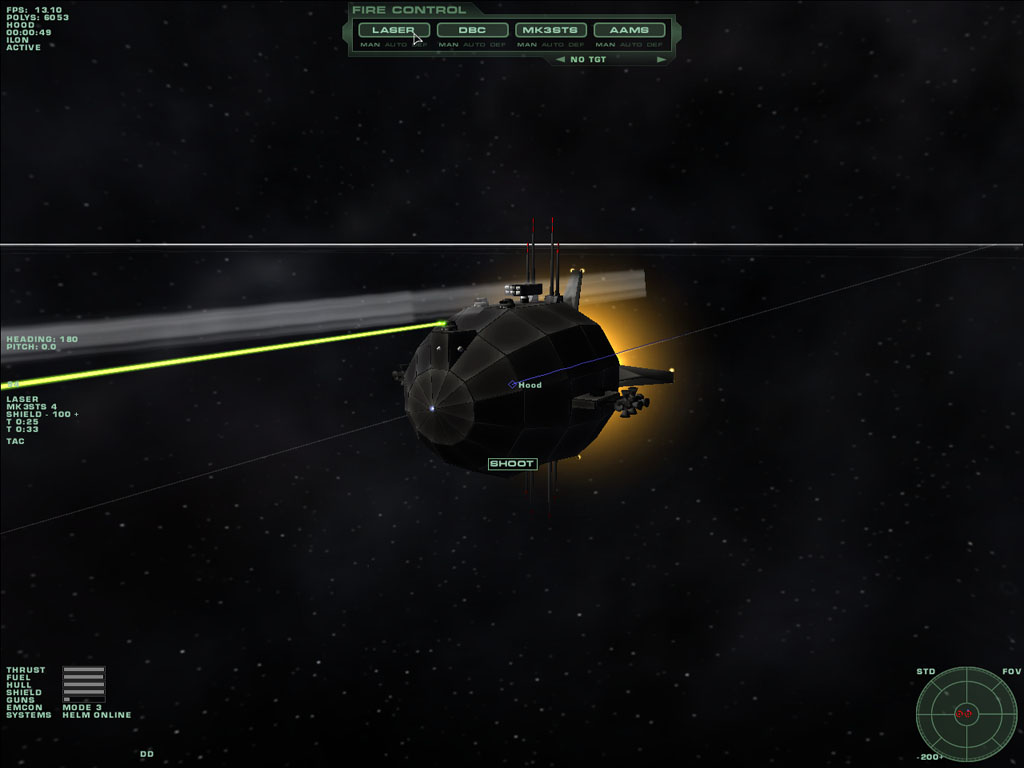 FPS: 13.10
POLYS: 6053
HOOD
00:00:49
ILON
ACTIVE
FIRE CONTROL
LASER DBC MK3STS AAMS
MAN AUTO DEF MAN AUTO DEF MAN AUTO DEF MAN AUTO DEF
NO TGT
HEADING: 180
PITCH: 0.0
LASER
MK3STS 4
SHIELD - 100 +
T 0:25
T 0:33
TAC
Hood
SHOOT
THRUST
FUEL
HULL
SHIELD
GUNS
EMCON MODE 3
SYSTEMS HELM ONLINE
DD
STD FOV
-200+